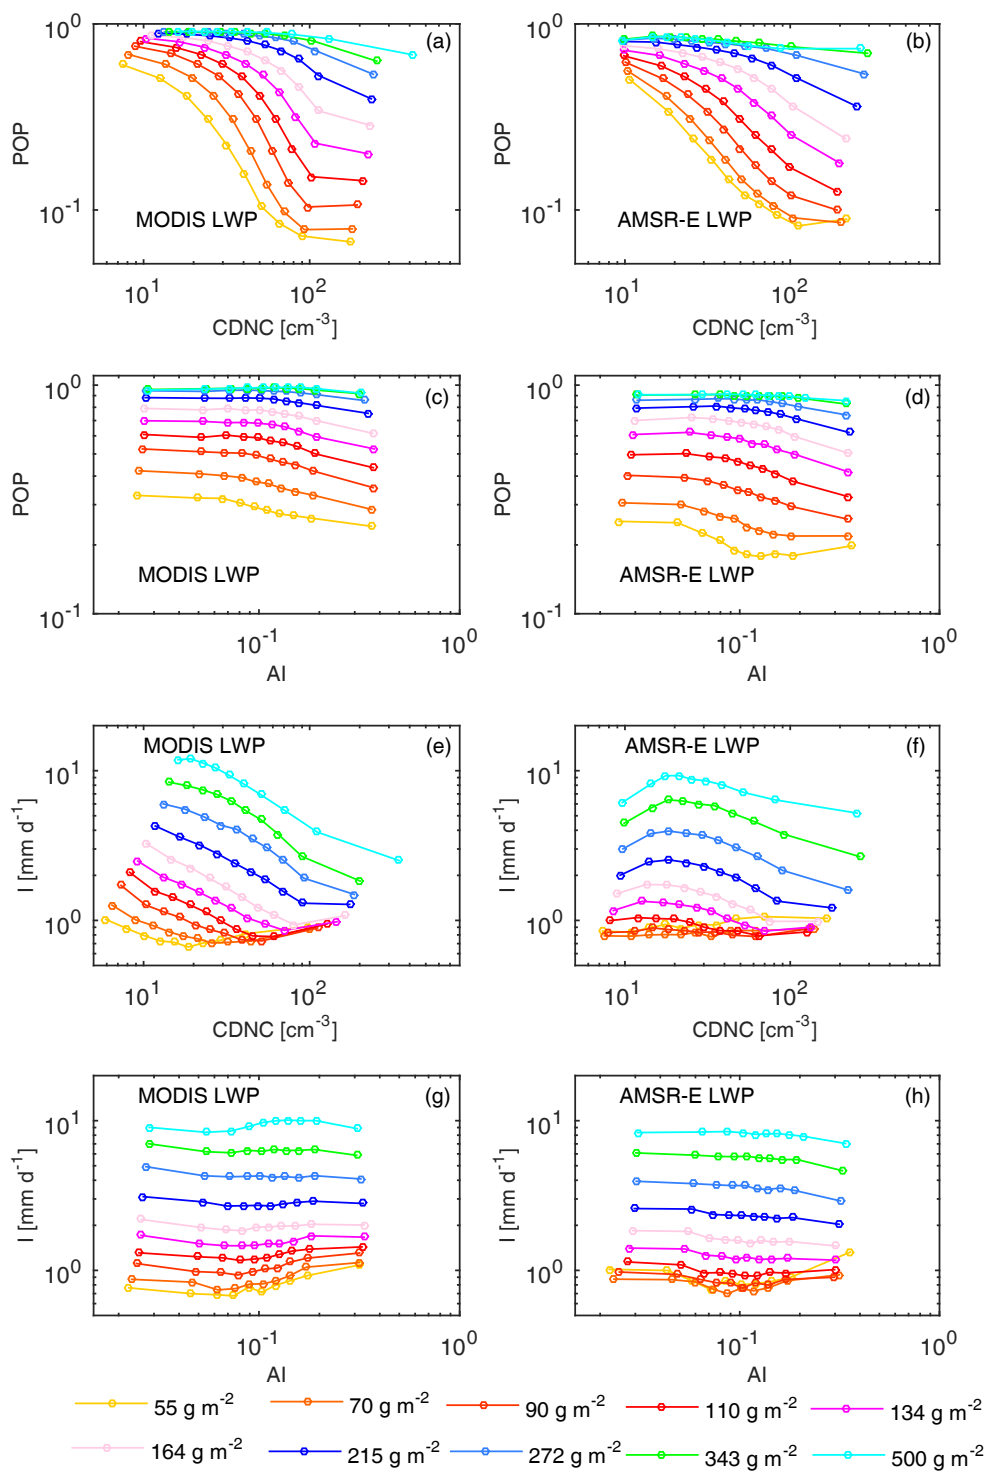 10⁰
(a)
POP
10⁻¹
MODIS LWP
10¹
10²
CDNC [cm⁻³]
10⁰
(b)
POP
10⁻¹
AMSR-E LWP
10¹
10²
CDNC [cm⁻³]
10⁰
(c)
POP
MODIS LWP
10⁻¹
10⁻¹
10⁰
AI
10⁰
(d)
POP
AMSR-E LWP
10⁻¹
10⁻¹
10⁰
AI
MODIS LWP
(e)
10¹
I [mm d⁻¹]
10⁰
10¹
10²
CDNC [cm⁻³]
AMSR-E LWP
(f)
10¹
I [mm d⁻¹]
10⁰
10¹
10²
CDNC [cm⁻³]
MODIS LWP
(g)
10¹
I [mm d⁻¹]
10⁰
10⁻¹
10⁰
AI
AMSR-E LWP
(h)
10¹
I [mm d⁻¹]
10⁰
10⁻¹
10⁰
AI
55 g m⁻² 70 g m⁻² 90 g m⁻² 110 g m⁻² 134 g m⁻²
164 g m⁻² 215 g m⁻² 272 g m⁻² 343 g m⁻² 500 g m⁻²